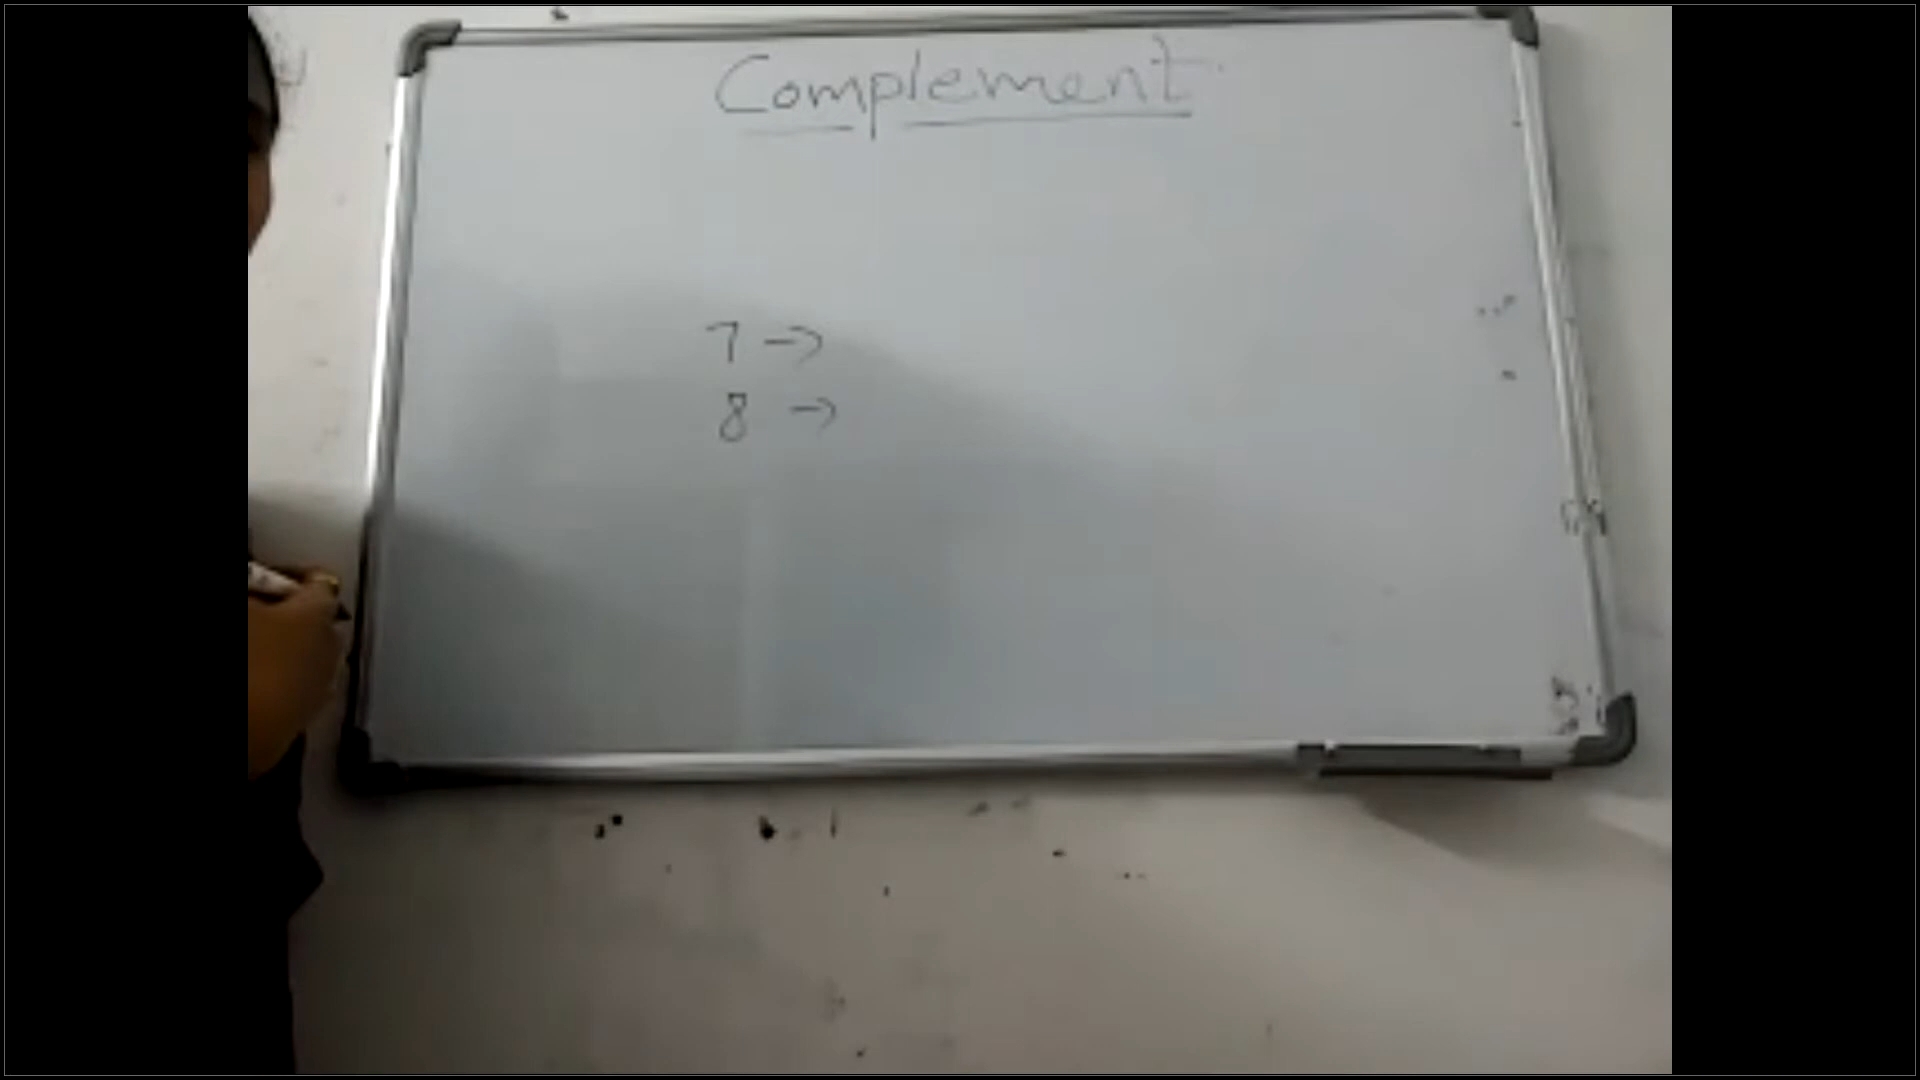 Complement
7 →
8 →